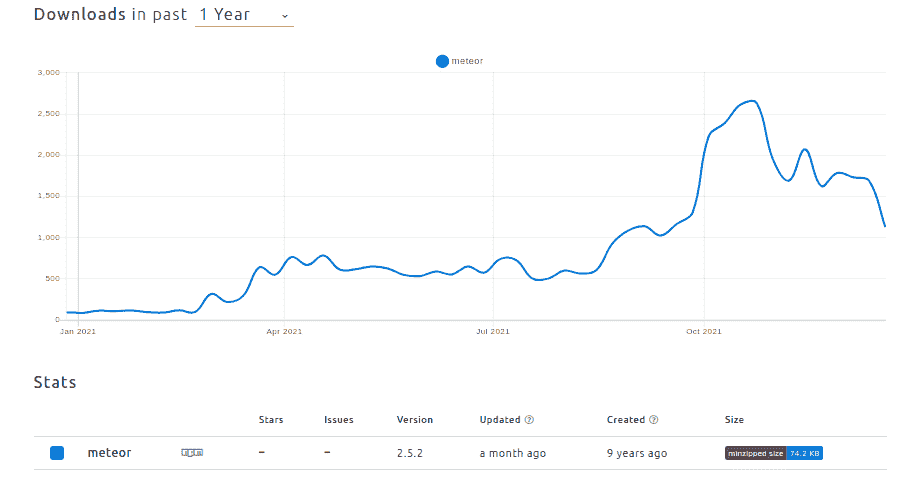 Downloads in past 1 Year
meteor
3,000
2,500
2,000
1,500
1,000
500
0
Jan 2021 Apr 2021 Jul 2021 Oct 2021
Stats
Stars Issues Version Updated Created Size
meteor – – 2.5.2 a month ago 9 years ago minzipped size 74.2 KB